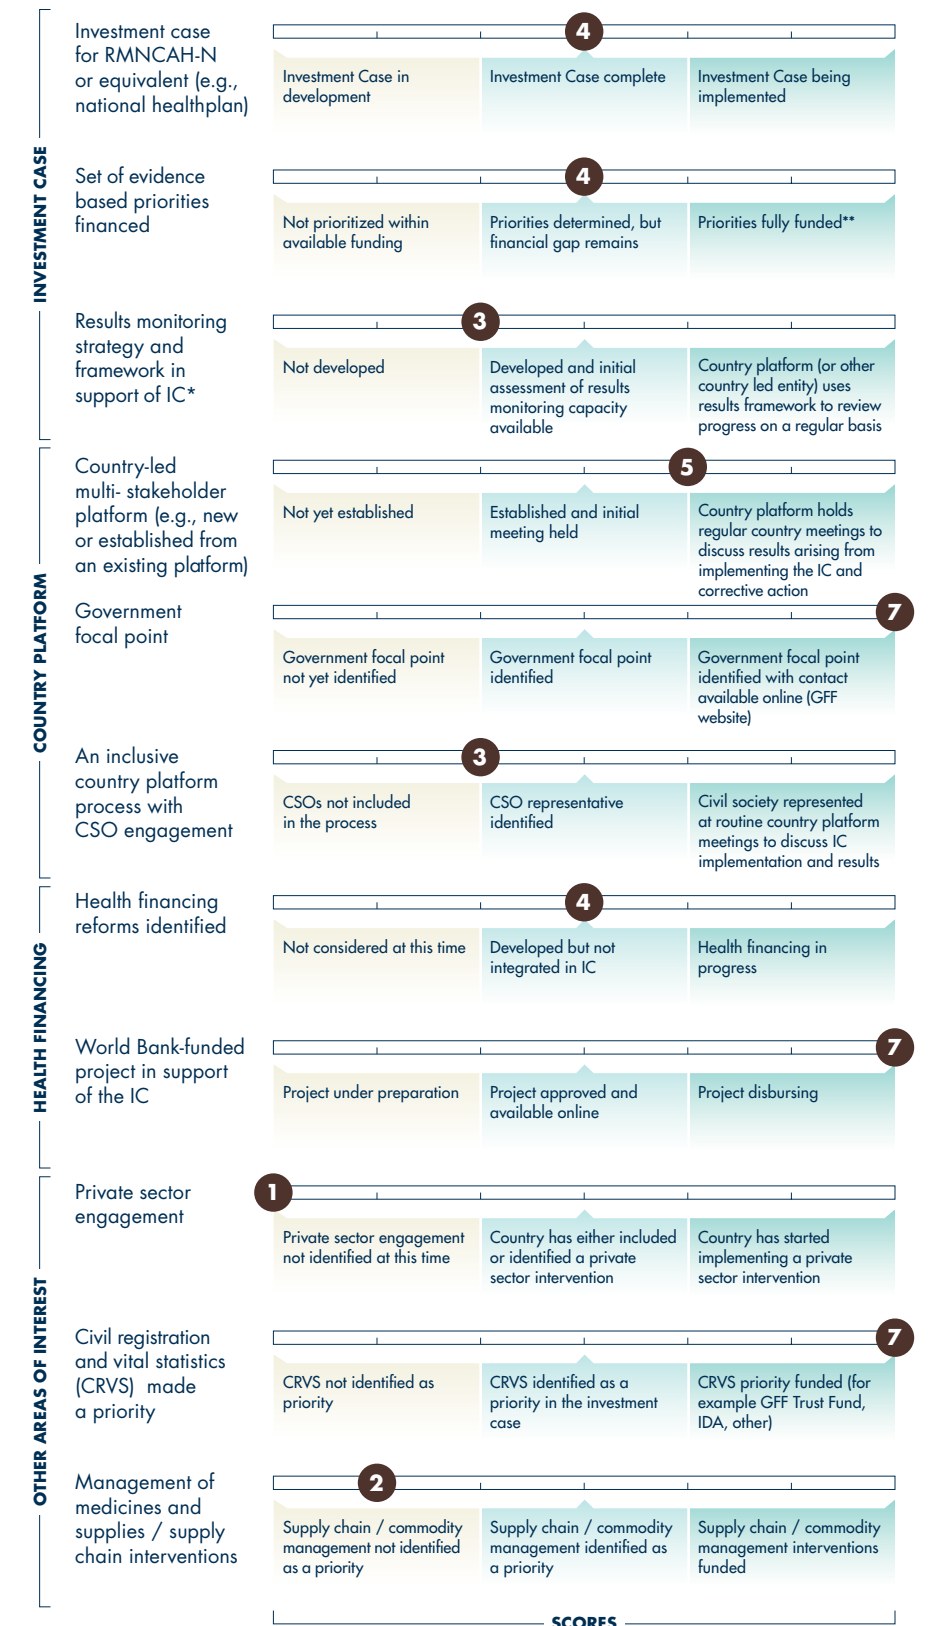 INVESTMENT CASE
Investment case
for RMNCAH-N
or equivalent (e.g.,
national healthplan)
4
Investment Case in
development
Investment Case complete
Investment Case being
implemented
Set of evidence
based priorities
financed
4
Not prioritized within
available funding
Priorities determined, but
financial gap remains
Priorities fully funded**
Results monitoring
strategy and
framework in
support of IC*
3
Not developed
Developed and initial
assessment of results
monitoring capacity
available
Country platform (or other
country led entity) uses
results framework to review
progress on a regular basis
COUNTRY PLATFORM
Country-led
multi- stakeholder
platform (e.g., new
or established from
an existing platform)
5
Not yet established
Established and initial
meeting held
Country platform holds
regular country meetings to
discuss results arising from
implementing the IC and
corrective action
Government
focal point
7
Government focal point
not yet identified
Government focal point
identified
Government focal point
identified with contact
available online (GFF
website)
An inclusive
country platform
process with
CSO engagement
3
CSOs not included
in the process
CSO representative
identified
Civil society represented
at routine country platform
meetings to discuss IC
implementation and results
HEALTH FINANCING
Health financing
reforms identified
4
Not considered at this time
Developed but not
integrated in IC
Health financing in
progress
World Bank-funded
project in support
of the IC
7
Project under preparation
Project approved and
available online
Project disbursing
OTHER AREAS OF INTEREST
Private sector
engagement
1
Private sector engagement
not identified at this time
Country has either included
or identified a private
sector intervention
Country has started
implementing a private
sector intervention
Civil registration
and vital statistics
(CRVS) made
a priority
7
CRVS not identified as
priority
CRVS identified as a
priority in the investment
case
CRVS priority funded (for
example GFF Trust Fund,
IDA, other)
Management of
medicines and
supplies / supply
chain interventions
2
Supply chain / commodity
management not identified
as a priority
Supply chain / commodity
management identified as
a priority
Supply chain / commodity
management interventions
funded
SCORES